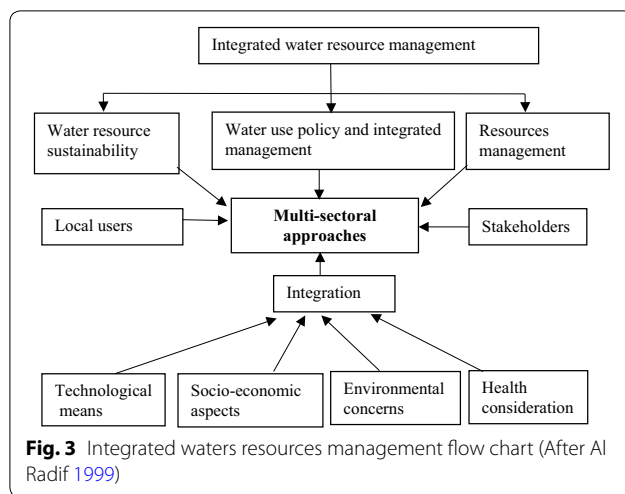 Integrated water resource management
Water resource
sustainability
Water use policy and integrated
management
Resources
management
Local users
Multi-sectoral
approaches
Stakeholders
Integration
Technological
means
Socio-economic
aspects
Environmental
concerns
Health
consideration
Fig. 3 Integrated waters resources management flow chart (After Al
Radif 1999)